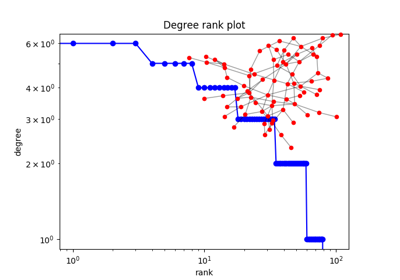 Degree rank plot
6 × 10⁰
4 × 10⁰
3 × 10⁰
2 × 10⁰
10⁰
degree
10⁰ 10¹ 10²
rank